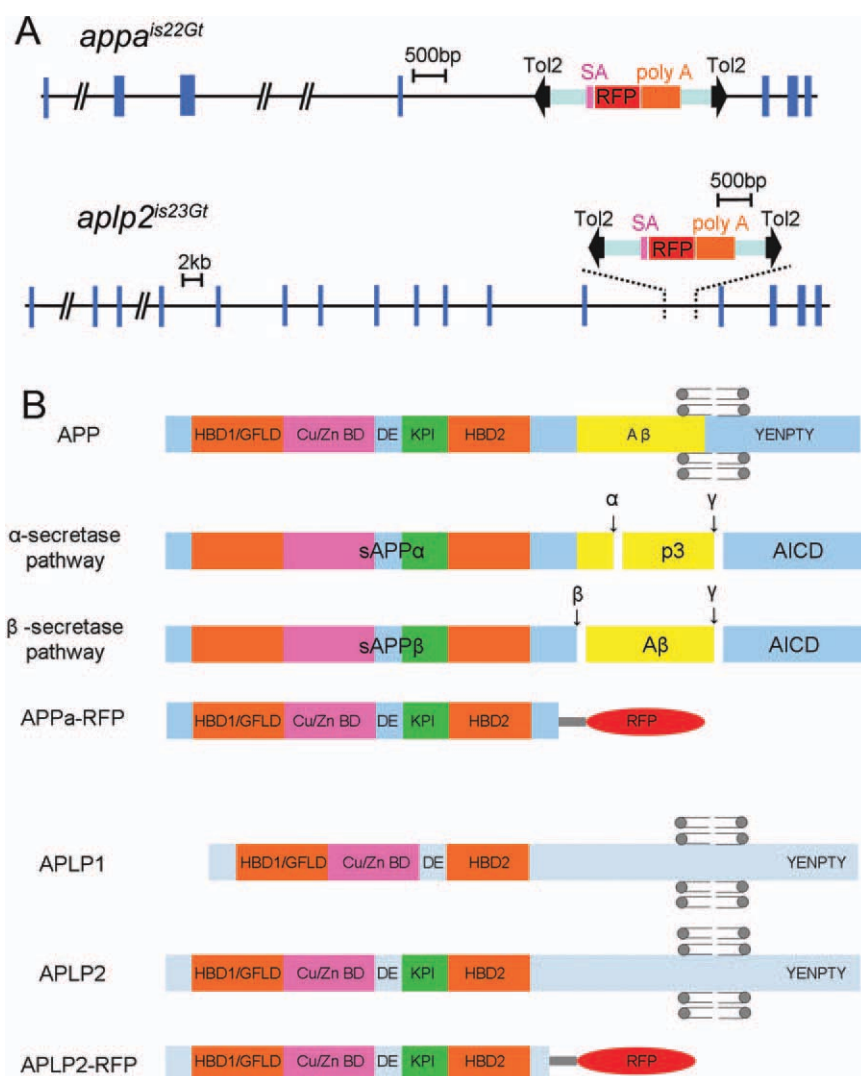 A
appa^is22Gt
500bp
Tol2 SA poly A Tol2
RFP
500bp
aplp2^is23Gt
Tol2 SA poly A Tol2
RFP
2kb
B
APP HBD1/GFLD Cu/Zn BD DE KPI HBD2 A β YENPTY
α γ
α-secretase
pathway
sAPPα p3 AICD
β γ
β -secretase
pathway
sAPPβ Aβ AICD
APPa-RFP HBD1/GFLD Cu/Zn BD DE KPI HBD2 RFP
APLP1 HBD1/GFLD Cu/Zn BD DE HBD2 YENPTY
APLP2 HBD1/GFLD Cu/Zn BD DE KPI HBD2 YENPTY
APLP2-RFP HBD1/GFLD Cu/Zn BD DE KPI HBD2 RFP